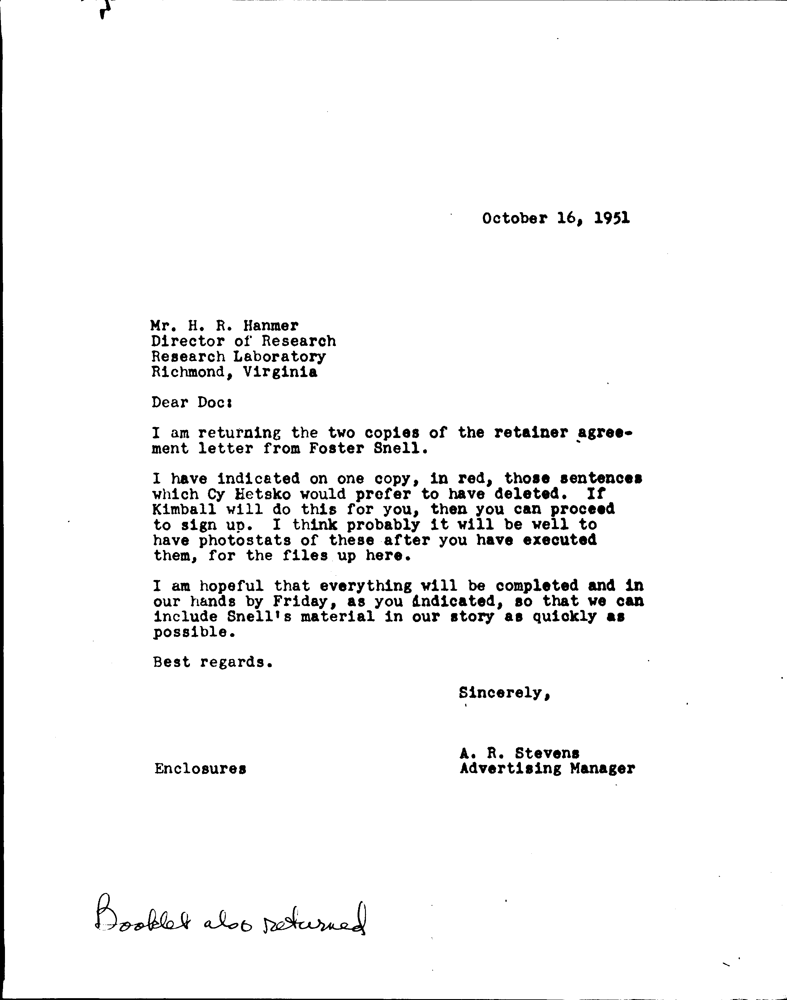 October 16, 1951
Mr. H. R. Hanmer
Director of Research
Research Laboratory
Richmond, Virginia
Dear Doc:
I am returning the two copies of the retainer agree-
ment letter from Foster Snell.
I have indicated on one copy, in red, those sentences
which Cy Hetsko would prefer to have deleted. If
Kimball will do this for you, then you can proceed
to sign up. I think probably it will be well to
have photostats of these after you have executed
them, for the files up here.
I am hopeful that everything will be completed and in
our hands by Friday, as you indicated, so that we can
include Snell's material in our story as quickly as
possible.
Best regards.
Sincerely,
A. R. Stevens
Enclosures Advertising Manager
Booklet also returned